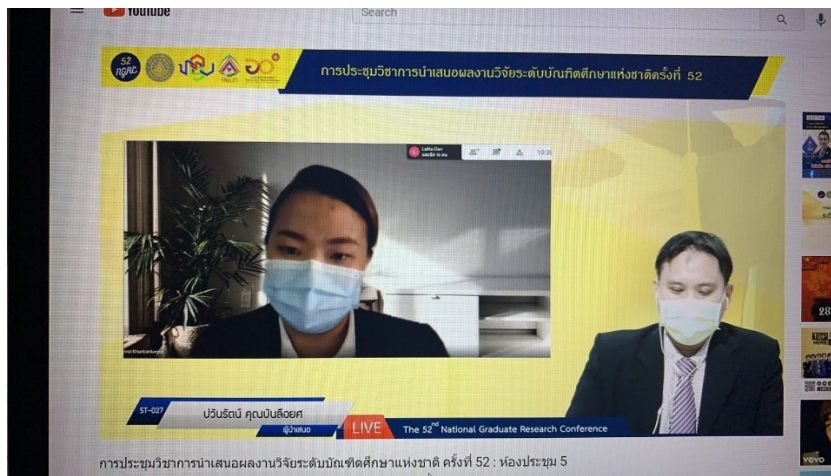 YouTube
Search
52
NGRC
การประชุมวิชาการนำเสนอผลงานวิจัยระดับบัณฑิตศึกษาแห่งชาติครั้งที่ 52
L
Lalita Don
10:36
ST-027
ปวันรัตน์ คุณบันลือยศ
ผู้นำเสนอ
LIVE
The 52nd National Graduate Research Conference
การประชุมวิชาการนำเสนอผลงานวิจัยระดับบัณฑิตศึกษาแห่งชาติ ครั้งที่ 52 : ห้องประชุม 5
28
vevo